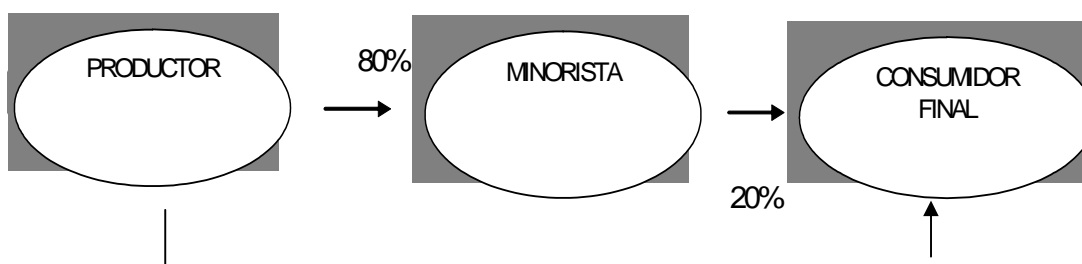 PRODUCTOR
80%
MINORISTA
CONSUMIDOR
FINAL
20%